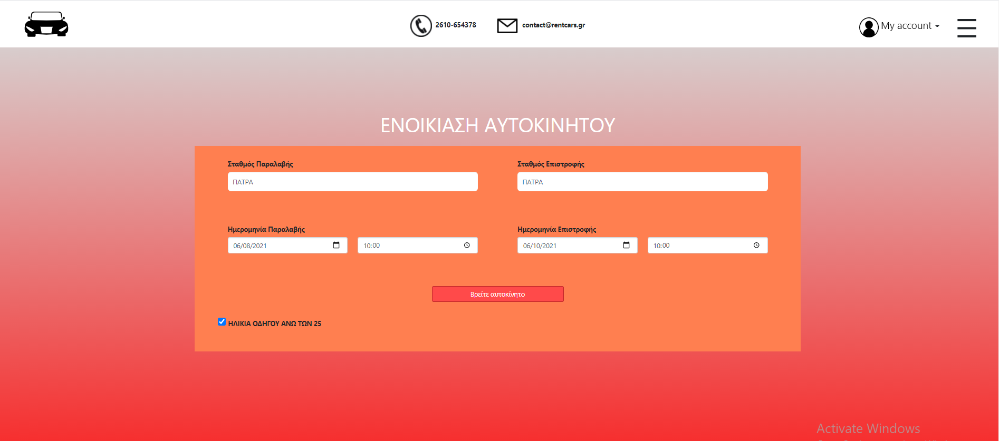 2610-654378
contact@rentcars.gr
My account
ΕΝΟΙΚΙΑΣΗ ΑΥΤΟΚΙΝΗΤΟΥ
Σταθμός Παραλαβής
Σταθμός Επιστροφής
ΠΑΤΡΑ
ΠΑΤΡΑ
Ημερομηνία Παραλαβής
Ημερομηνία Επιστροφής
06/08/2021
10:00
06/10/2021
10:00
Βρείτε αυτοκίνητο
ΗΛΙΚΙΑ ΟΔΗΓΟΥ ΑΝΩ ΤΩΝ 25
Activate Windows